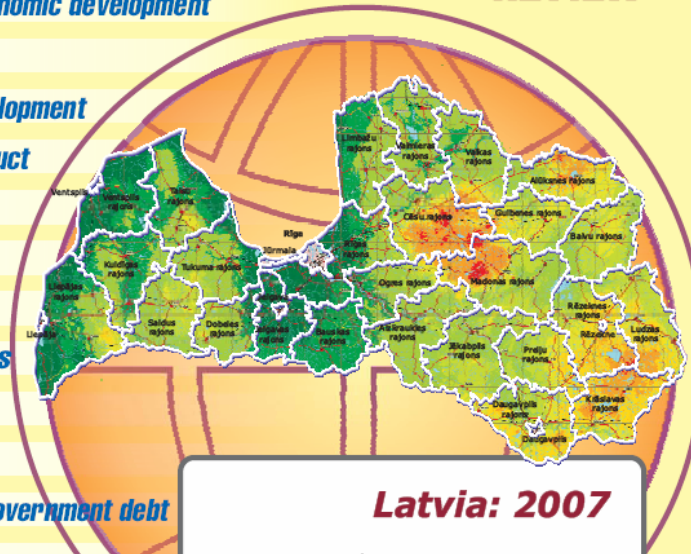 nomic development
lopment
uct
s
overnment debt
Limbažu
rajons
Valmieras
rajons
Valkas
rajons
Alūksnes rajons
Ventspils
Ventspils
rajons
Talsu
rajons
Cēsu rajons
Gulbenes rajons
Balvu rajons
Rīga
Jūrmala
Rīgas
rajons
Kuldīgas
rajons
Tukuma rajons
Ogres rajons
Madonas rajons
Liepājas
rajons
Rēzeknes
rajons
Rēzekne
Ludzas
rajons
Liepāja
Saldus
rajons
Dobeles
rajons
Jelgavas
rajons
Bauskas
rajons
Aizkraukles
rajons
Jēkabpils
rajons
Preiļu
rajons
Daugavpils
rajons
Krāslavas
rajons
Daugavpils
Latvia: 2007